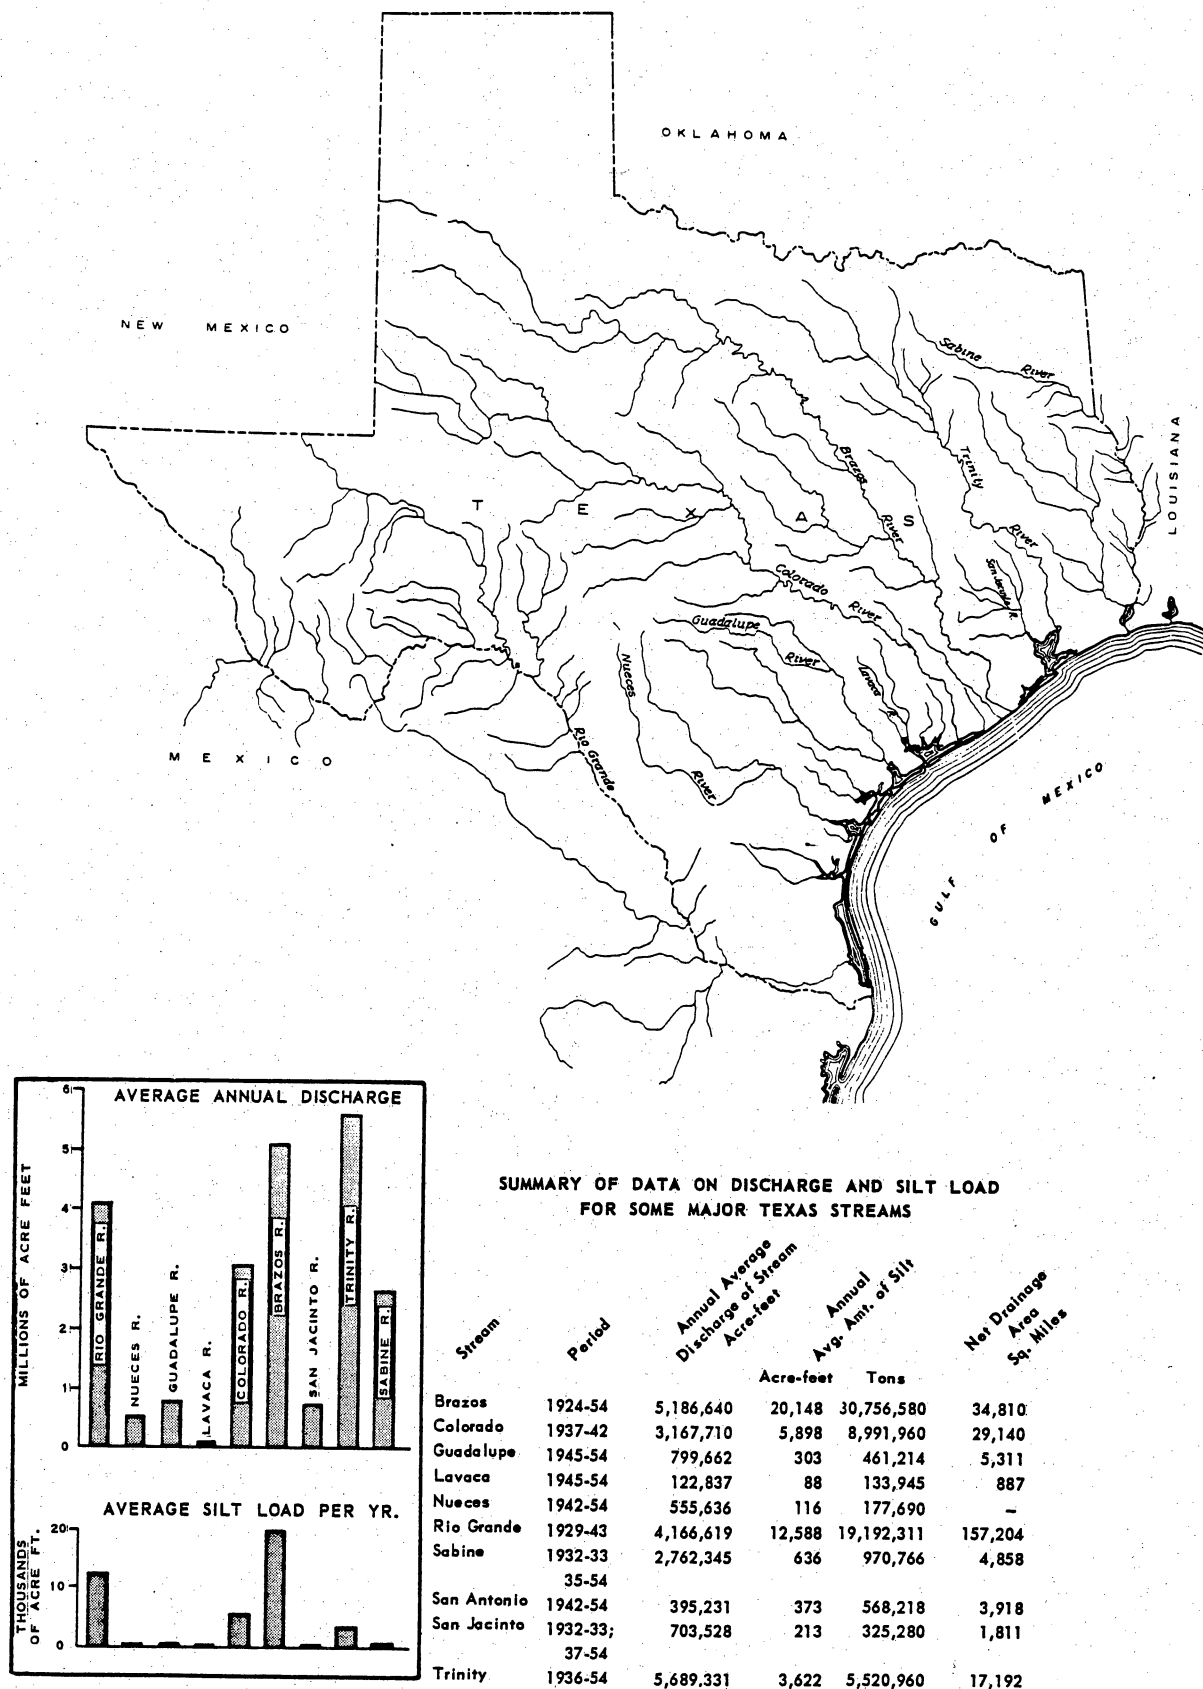 OKLAHOMA
NEW MEXICO
Sabine River
LOUISIANA
TEXAS
Brazos River
Trinity River
San Jacinto R.
Colorado River
Guadalupe River
Nueces River
Lavaca R.
Rio Grande
MEXICO
GULF OF MEXICO
AVERAGE ANNUAL DISCHARGE
MILLIONS OF ACRE FEET
6
5
4
3
2
1
0
RIO GRANDE R.
NUECES R.
GUADALUPE R.
LAVACA R.
COLORADO R.
BRAZOS R.
SAN JACINTO R.
TRINITY R.
SABINE R.
AVERAGE SILT LOAD PER YR.
THOUSANDS
OF ACRE FT.
20
10
0
SUMMARY OF DATA ON DISCHARGE AND SILT LOAD
FOR SOME MAJOR TEXAS STREAMS
Stream
Period
Annual Average
Discharge of Stream
Acre-feet
Annual
Avg. Amt. of Silt
Net Drainage
Area
Sq. Miles
Acre-feet Tons
Brazos 1924-54 5,186,640 20,148 30,756,580 34,810
Colorado 1937-42 3,167,710 5,898 8,991,960 29,140
Guadalupe 1945-54 799,662 303 461,214 5,311
Lavaca 1945-54 122,837 88 133,945 887
Nueces 1942-54 555,636 116 177,690 –
Rio Grande 1929-43 4,166,619 12,588 19,192,311 157,204
Sabine 1932-33 2,762,345 636 970,766 4,858
35-54
San Antonio 1942-54 395,231 373 568,218 3,918
San Jacinto 1932-33; 703,528 213 325,280 1,811
37-54
Trinity 1936-54 5,689,331 3,622 5,520,960 17,192